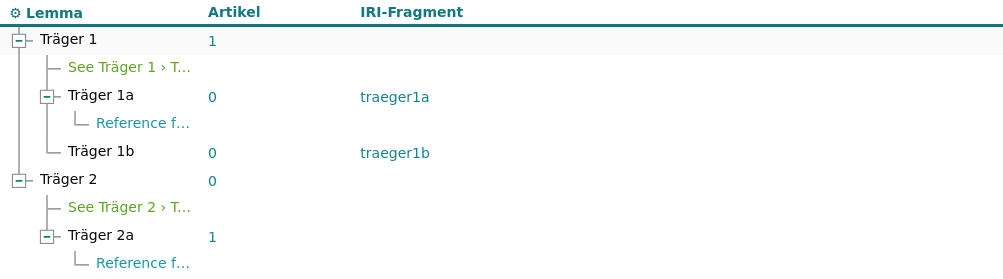 Lemma Artikel IRI-Fragment
Träger 1 1
See Träger 1 › T...
Träger 1a 0 traeger1a
Reference f...
Träger 1b 0 traeger1b
Träger 2 0
See Träger 2 › T...
Träger 2a 1
Reference f...